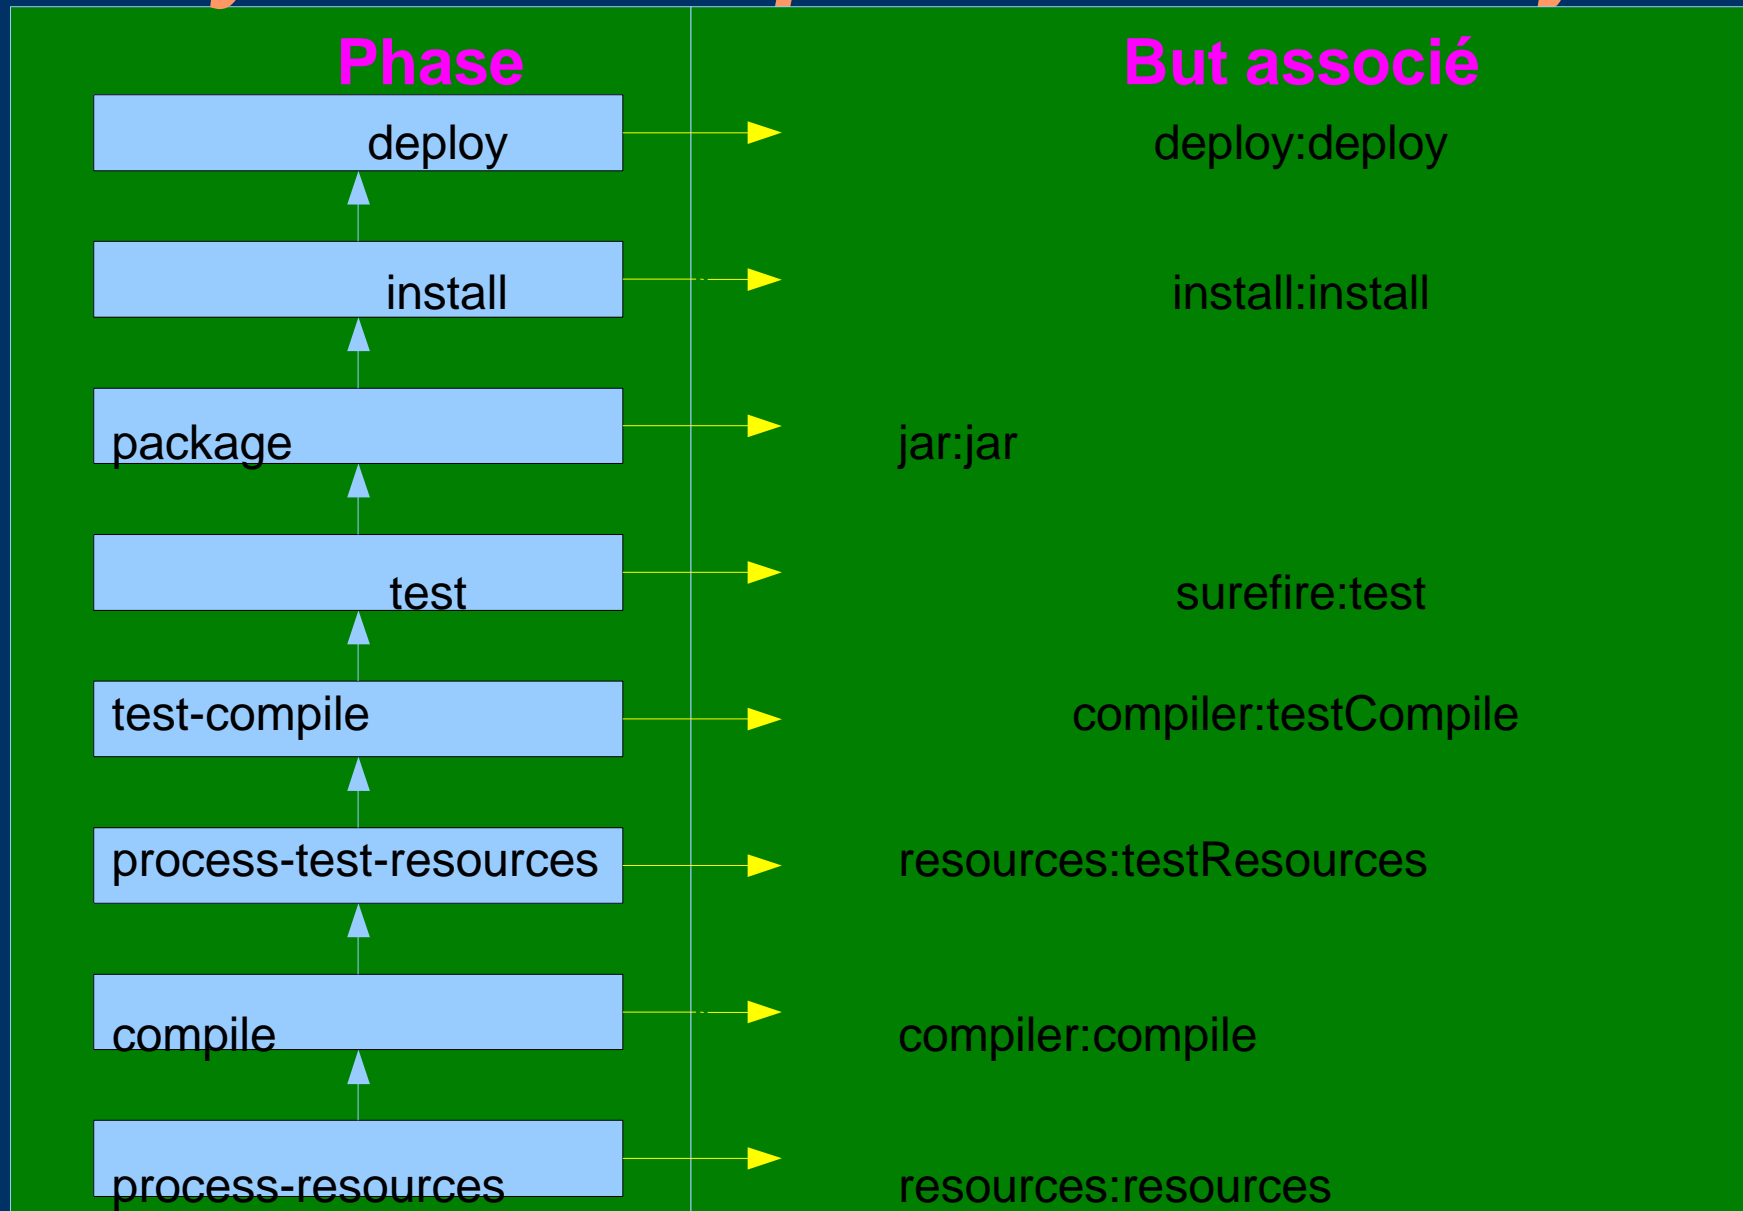 Phase But associé
deploy deploy:deploy
install install:install
package jar:jar
test surefire:test
test-compile compiler:testCompile
process-test-resources resources:testResources
compile compiler:compile
process-resources resources:resources